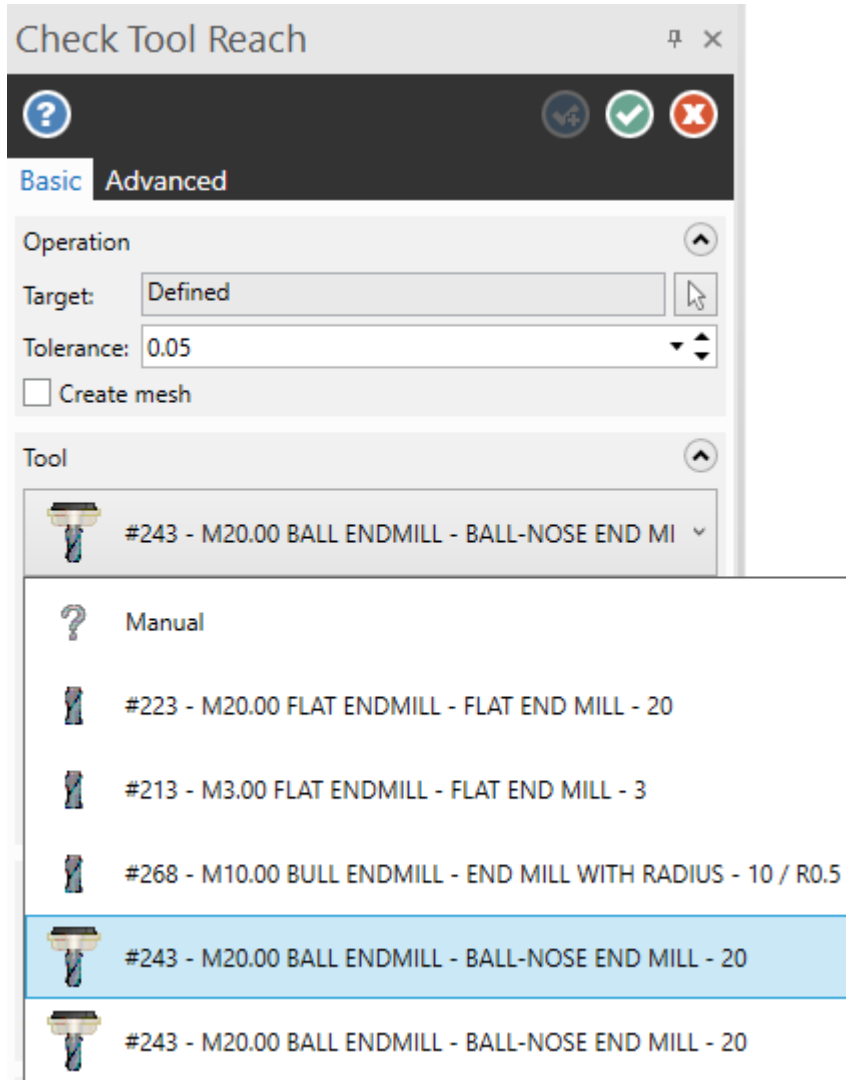 Check Tool Reach
Basic Advanced
Operation
Target: Defined
Tolerance: 0.05
Create mesh
Tool
#243 - M20.00 BALL ENDMILL - BALL-NOSE END MI
Manual
#223 - M20.00 FLAT ENDMILL - FLAT END MILL - 20
#213 - M3.00 FLAT ENDMILL - FLAT END MILL - 3
#268 - M10.00 BULL ENDMILL - END MILL WITH RADIUS - 10 / R0.5
#243 - M20.00 BALL ENDMILL - BALL-NOSE END MILL - 20
#243 - M20.00 BALL ENDMILL - BALL-NOSE END MILL - 20